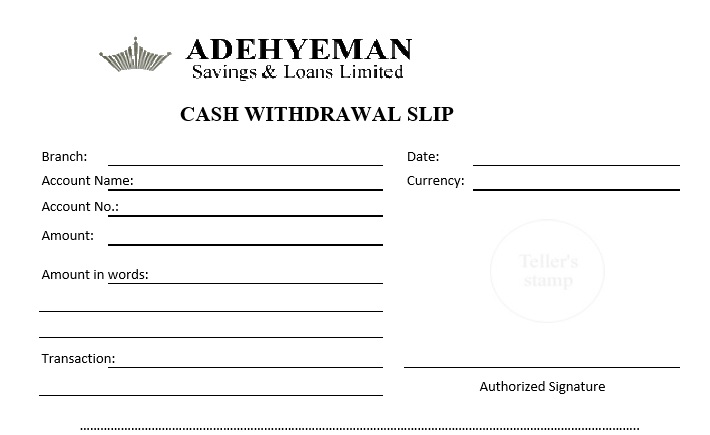 ADEHYEMAN
Savings & Loans Limited
CASH WITHDRAWAL SLIP
Branch:
Date:
Account Name:
Currency:
Account No.:
Amount:
Teller's
stamp
Amount in words:
Transaction:
Authorized Signature